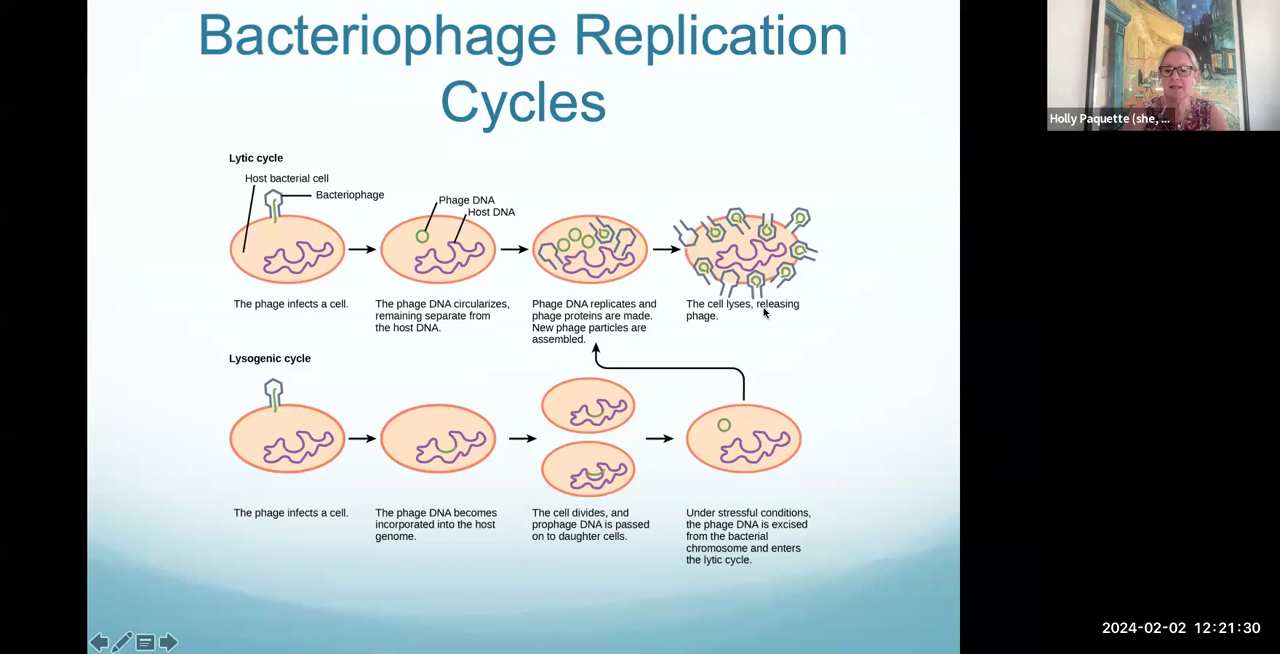 Bacteriophage Replication
Cycles
Lytic cycle
Host bacterial cell
Bacteriophage
Phage DNA
Host DNA
The phage infects a cell.
The phage DNA circularizes,
remaining separate from
the host DNA.
Phage DNA replicates and
phage proteins are made.
New phage particles are
assembled.
The cell lyses, releasing
phage.
Lysogenic cycle
The phage infects a cell.
The phage DNA becomes
incorporated into the host
genome.
The cell divides, and
prophage DNA is passed
on to daughter cells.
Under stressful conditions,
the phage DNA is excised
from the bacterial
chromosome and enters
the lytic cycle.
Holly Paquette (she, ...
2024-02-02 12:21:30